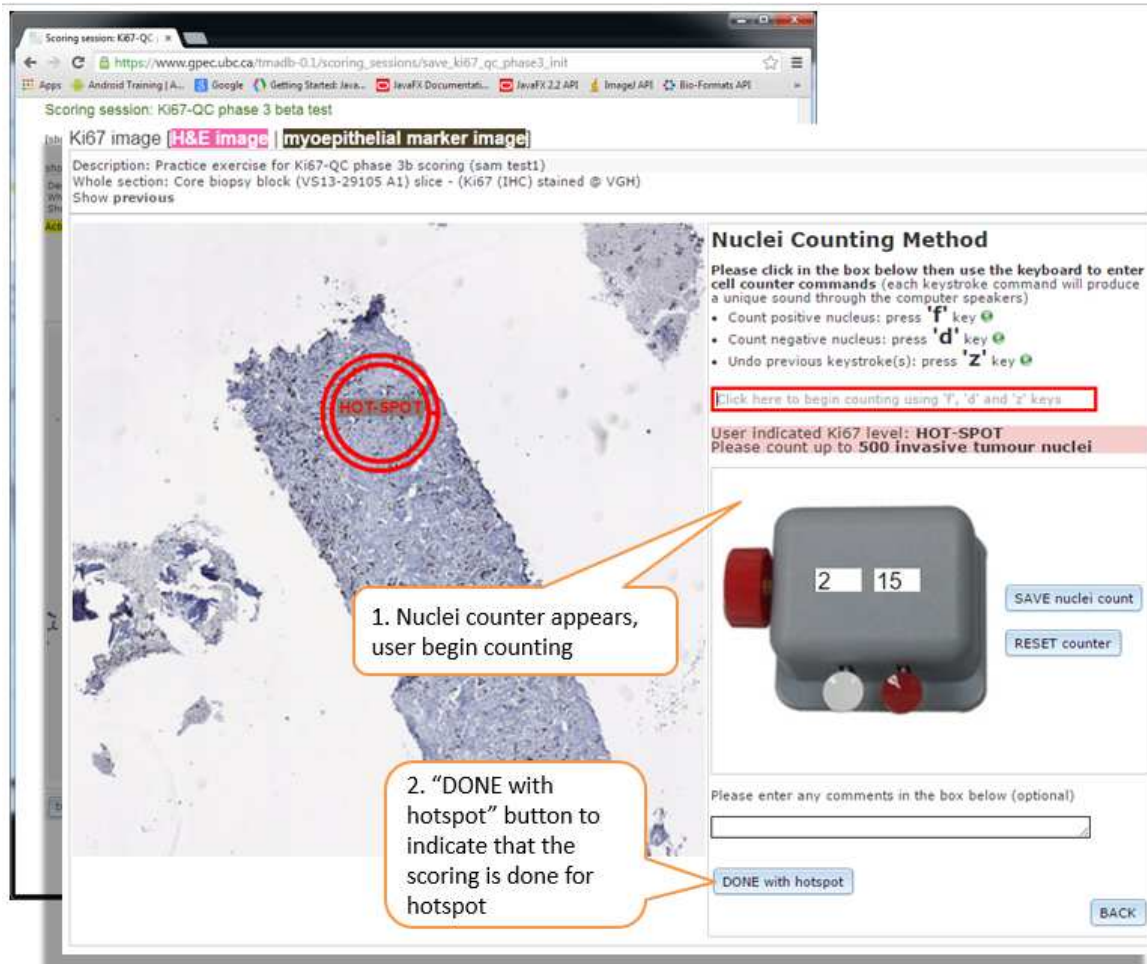 Scoring session: Ki67-QC
https://www.gpec.ubc.ca/tmadb-0.1/scoring_sessions/save_ki67_qc_phase3_init
Apps Android Training | A... Google Getting Started: Java... JavaFX Documentati... JavaFX 2.2 API ImageJ API Bio-Formats API »
Scoring session: Ki67-QC phase 3 beta test
Ki67 image [H&E image | myoepithelial marker image]
Description: Practice exercise for Ki67-QC phase 3b scoring (sam test1)
Whole section: Core biopsy block (VS13-29105 A1) slice - (Ki67 (IHC) stained @ VGH)
Show previous
HOT-SPOT
Nuclei Counting Method
Please click in the box below then use the keyboard to enter
cell counter commands (each keystroke command will produce
a unique sound through the computer speakers)
• Count positive nucleus: press 'f' key
• Count negative nucleus: press 'd' key
• Undo previous keystroke(s): press 'z' key
Click here to begin counting using 'f', 'd' and 'z' keys
User indicated Ki67 level: HOT-SPOT
Please count up to 500 invasive tumour nuclei
2 15
SAVE nuclei count
RESET counter
1. Nuclei counter appears,
user begin counting
2. “DONE with
hotspot” button to
indicate that the
scoring is done for
hotspot
Please enter any comments in the box below (optional)
DONE with hotspot
BACK